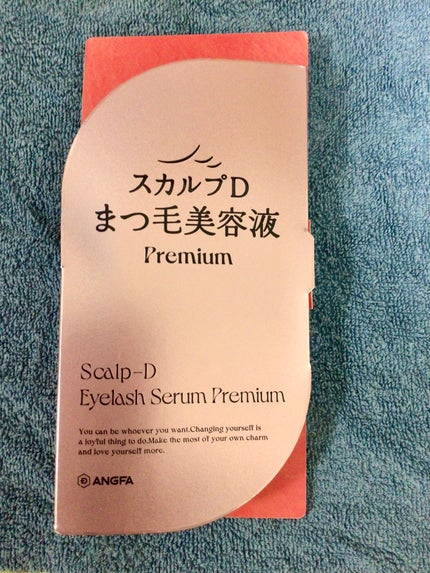 スカルプD
まつ毛美容液
Premium
Scalp-D
Eyelash Serum Premium
You can be whoever you want.Changing yourself is
a joyful thing to do.Make the most of your own charm
and love yourself more.
ANGFA